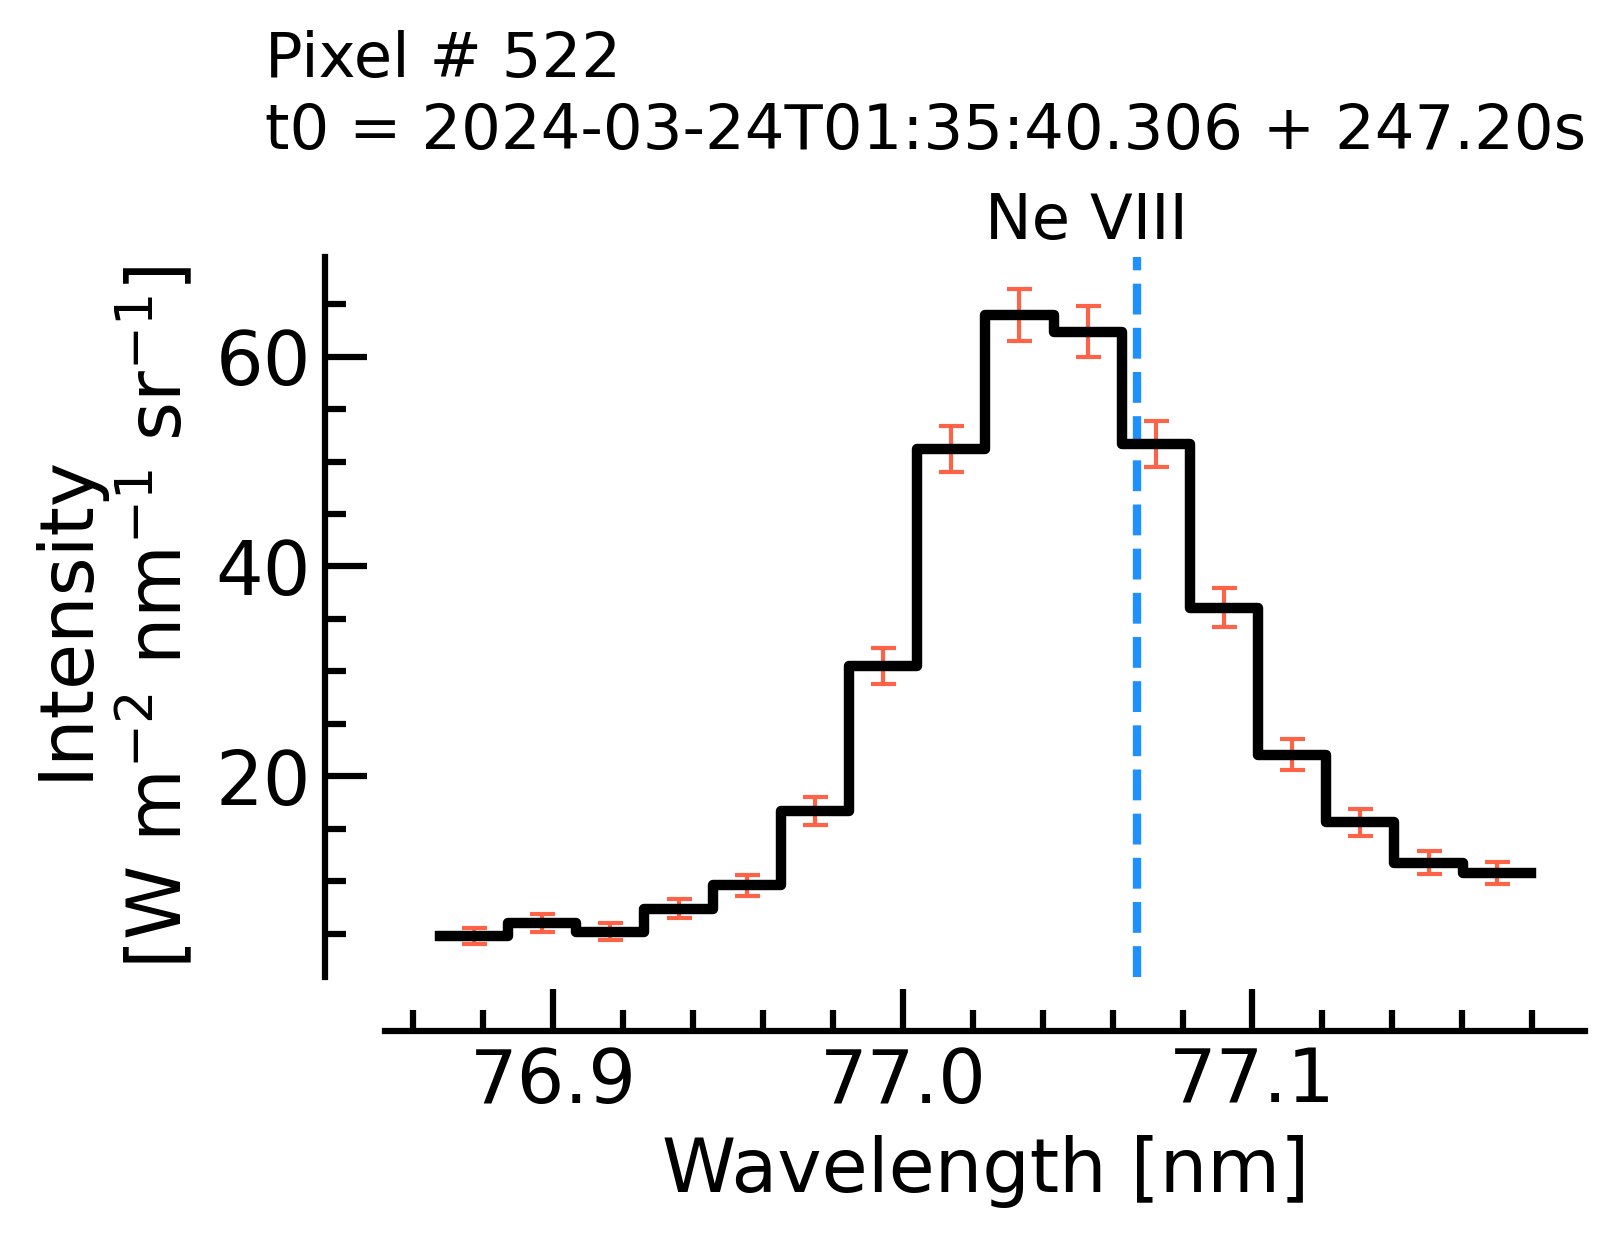 Pixel # 522
t0 = 2024-03-24T01:35:40.306 + 247.20s
Ne VIII
Intensity
[W m⁻² nm⁻¹ sr⁻¹]
60
40
20
76.9 77.0 77.1
Wavelength [nm]